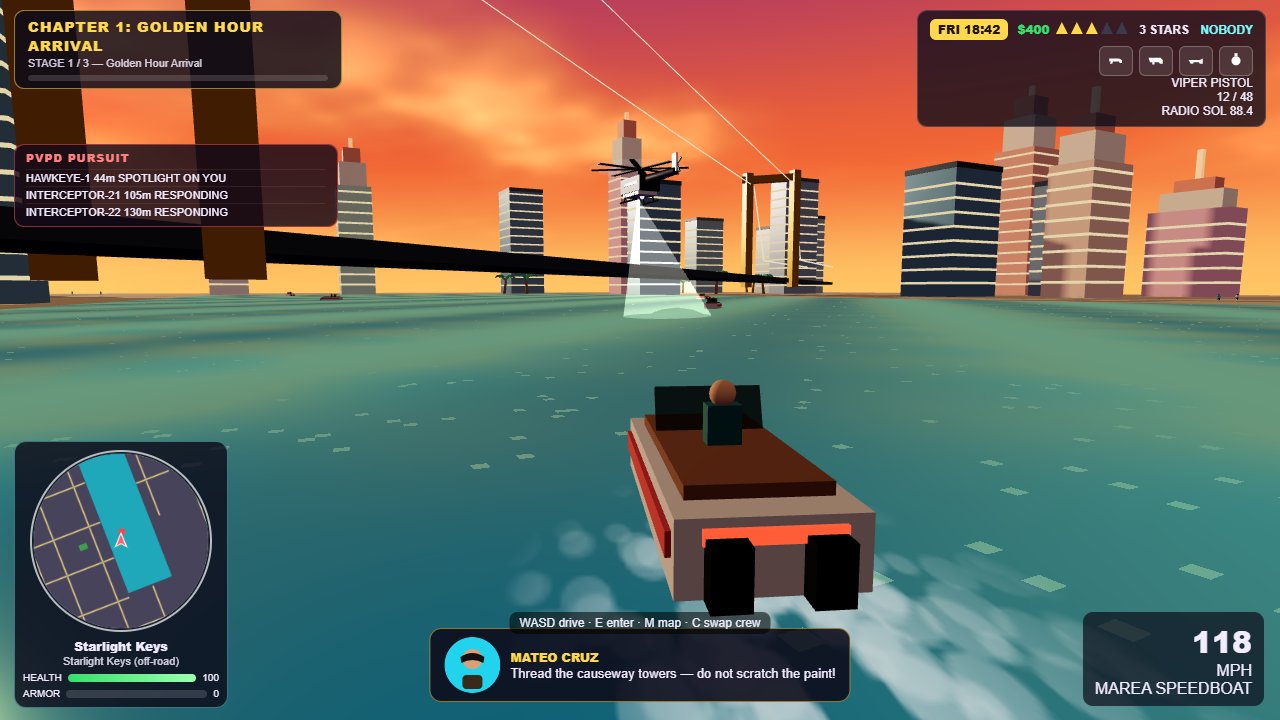 CHAPTER 1: GOLDEN HOUR
ARRIVAL
STAGE 1 / 3 — Golden Hour Arrival
FRI 18:42 $400 3 STARS NOBODY
VIPER PISTOL
12 / 48
RADIO SOL 88.4
PVPD PURSUIT
HAWKEYE-1 44m SPOTLIGHT ON YOU
INTERCEPTOR-21 105m RESPONDING
INTERCEPTOR-22 130m RESPONDING
Starlight Keys
Starlight Keys (off-road)
HEALTH 100
ARMOR 0
WASD drive · E enter · M map · C swap crew
MATEO CRUZ
Thread the causeway towers — do not scratch the paint!
118
MPH
MAREA SPEEDBOAT